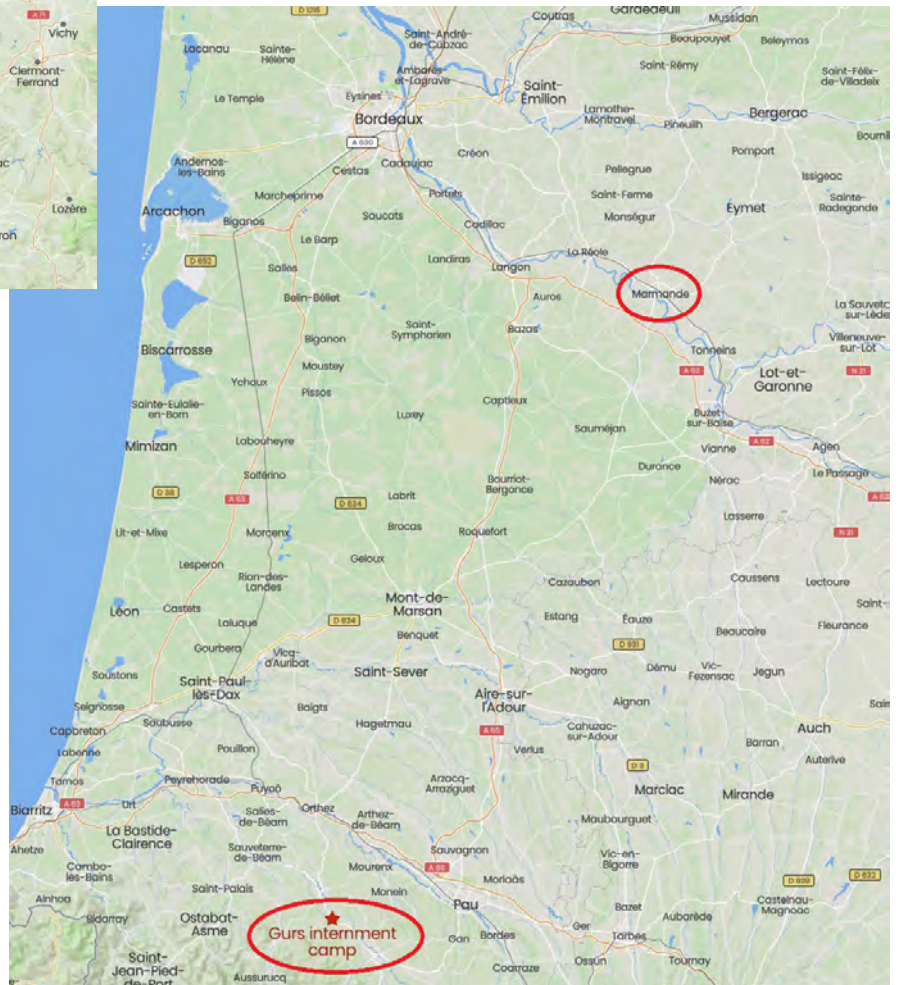 A 71
Vichy
Clermont-
Ferrand
Lozère
D 1215
Coutras
Mussidan
Saint-André-
de-Cubzac
Beaupouyet
Beleymas
Lacanau
Sainte-
Hélène
Saint-Rémy
Saint-Félix-
de-Villadeix
Ambarès-
et-Lagrave
Saint-
Émilion
Le Temple
Eysines
Lamothe-
Montravel
Bergerac
Bordeaux
Pineuilh
A 630
Créon
Pomport
Andernos-
les-Bains
Cestas
Cadaujac
Pellegrue
Issigeac
Marcheprime
Portets
Saint-Ferme
Eymet
Sainte-
Radegonde
Arcachon
Biganos
Saucats
Cadillac
Monségur
Le Barp
La Réole
D 652
Salles
Landiras
Langon
Marmande
Belin-Béliet
Auros
La Sauvetat-
sur-Lède
Saint-
Symphorien
Bazas
Villeneuve-
sur-Lot
Biganon
Tonneins
Biscarrosse
Moustey
A 62
Lot-et-
Garonne
N 21
Ychoux
Pissos
Captieux
Sainte-Eulalie-
en-Born
Luxey
Buzet-
sur-Baïse
Sauméjan
A 62
Agen
Mimizan
Labouheyre
Vianne
Solférino
Durance
Le Passage
D 38
A 63
Bourriot-
Bergonce
Nérac
D 834
Labrit
Lasserre
Lit-et-Mixe
Morcenx
Brocas
Roquefort
N 21
Geloux
Lesperon
Rion-des-
Landes
Cazaubon
Caussens
Lectoure
Mont-de-
Marsan
Léon
Castets
Estang
Éauze
Saint-
Laluque
D 834
Fleurance
Benquet
Beaucaire
Gourbera
D 931
Vicq-
d'Auribat
Saint-Sever
Nogaro
Dému
Vic-
Fezensac
Jegun
Soustons
Saint-Paul-
lès-Dax
Aire-sur-
l'Adour
Seignosse
Baigts
Aignan
Saubusse
Hagetmau
Cahuzac-
sur-Adour
Auch
Capbreton
A 65
Barran
Labenne
Pouillon
Verlus
Auterive
D 3
Tarnos
Peyrehorade
Arzacq-
Arraziguet
Marciac
Mirande
Puyoô
Biarritz
A 63
Urt
Salies-
de-Béarn
Orthez
Arthez-
de-Béarn
Maubourguet
La Bastide-
Clairence
Ahetze
Sauveterre-
de-Béarn
Sauvagnon
Vic-en-
Bigorre
Cambo-
les-Bains
Mourenx
Morlaàs
D 939
D 632
Saint-Palais
Monein
Ainhoa
Pau
Castelnau-
Magnoac
Bidarray
Ostabat-
Asme
Bazet
Aubarède
Gurs internment
camp
Gan
Bordes
Ger
Tarbes
Saint-
Jean-Pied-
de-Port
Aussurucq
Coarraze
Ossun
Tournay